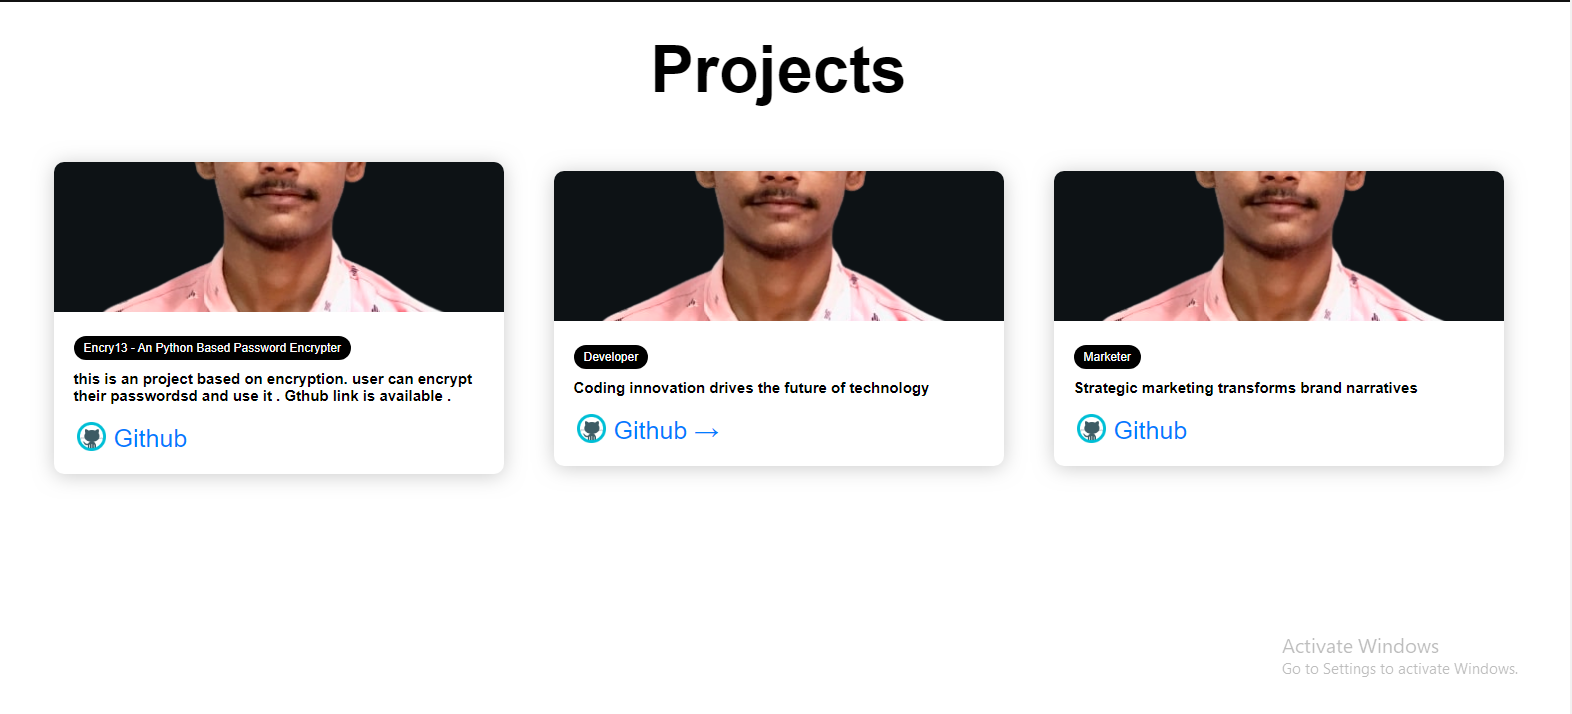 Projects
Encry13 - An Python Based Password Encrypter
this is an project based on encryption. user can encrypt
their passwordsd and use it . Gthub link is available .
Github
Developer
Coding innovation drives the future of technology
Github →
Marketer
Strategic marketing transforms brand narratives
Github
Activate Windows
Go to Settings to activate Windows.